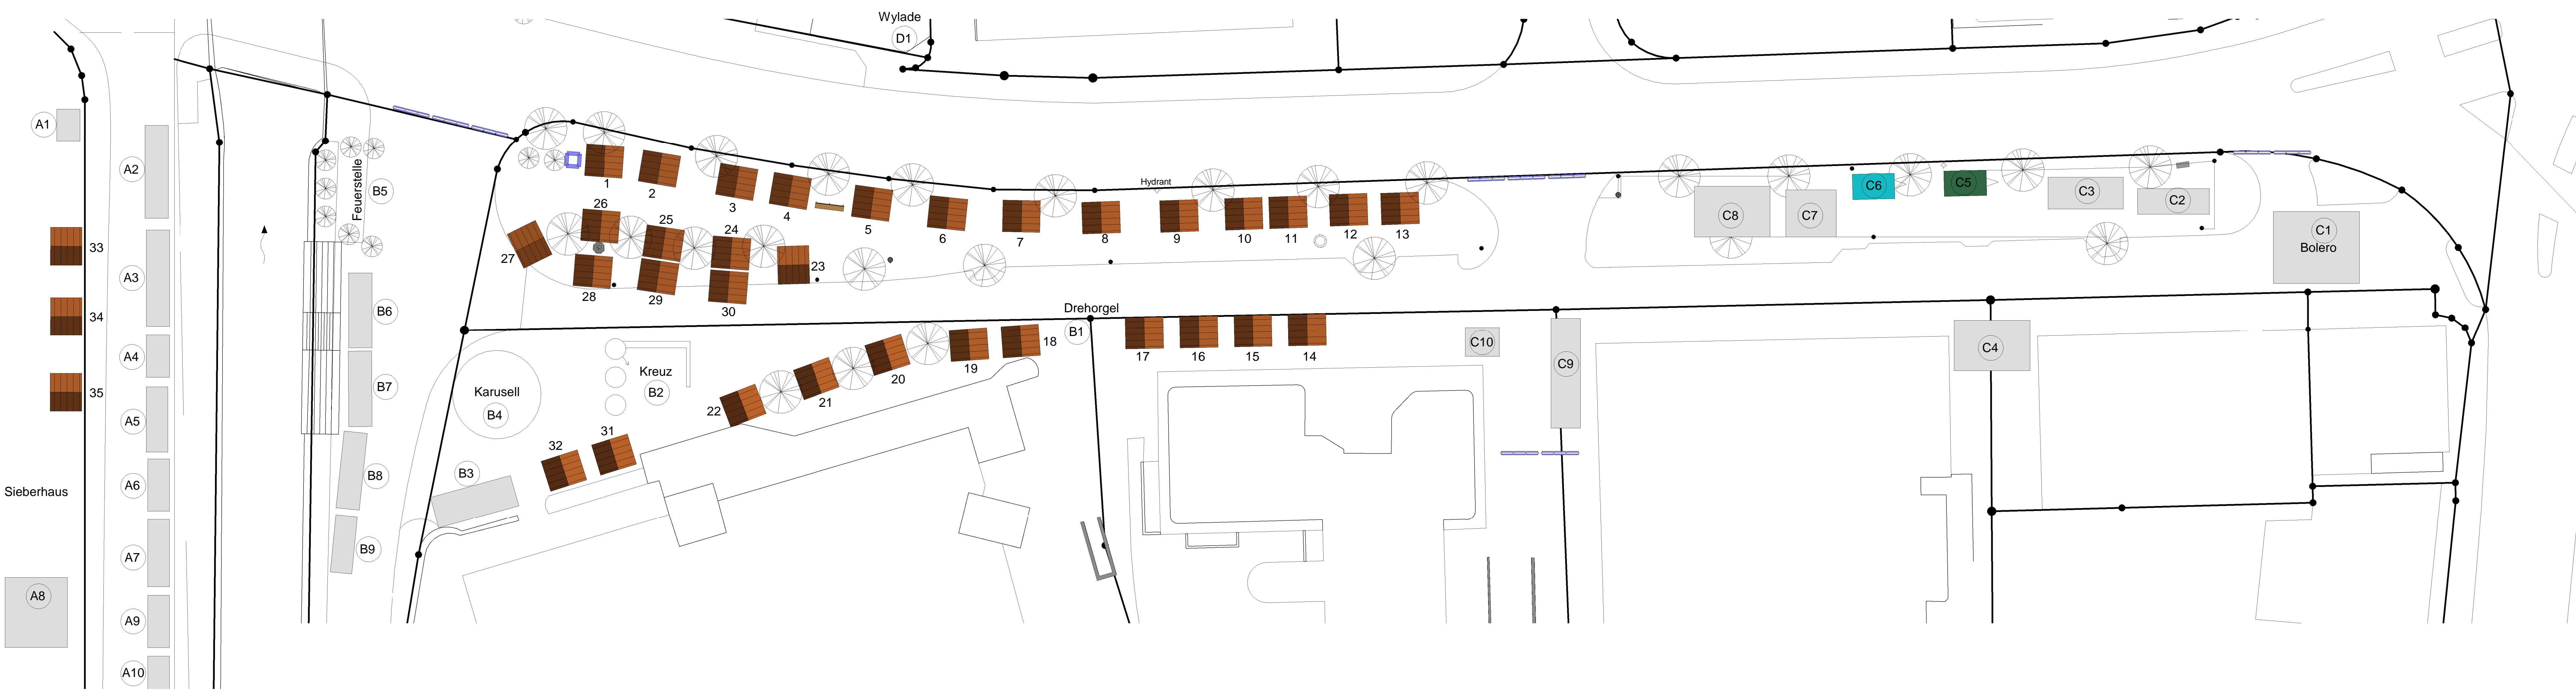 Wylade
D1
A1
A2
Feuerstelle
B5
Hydrant
1
2
3
4
5
6
7
8
9
10
11
12
13
C8
C7
C6
C5
C3
C2
C1
Bolero
26
25
24
23
27
28
29
30
33
34
35
A3
A4
A5
A6
A7
A8
A9
A10
Sieberhaus
B6
B7
B8
B9
Drehorgel
B1
Karusell
B4
Kreuz
B2
B3
22
21
20
19
18
17
16
15
14
32
31
C10
C9
C4